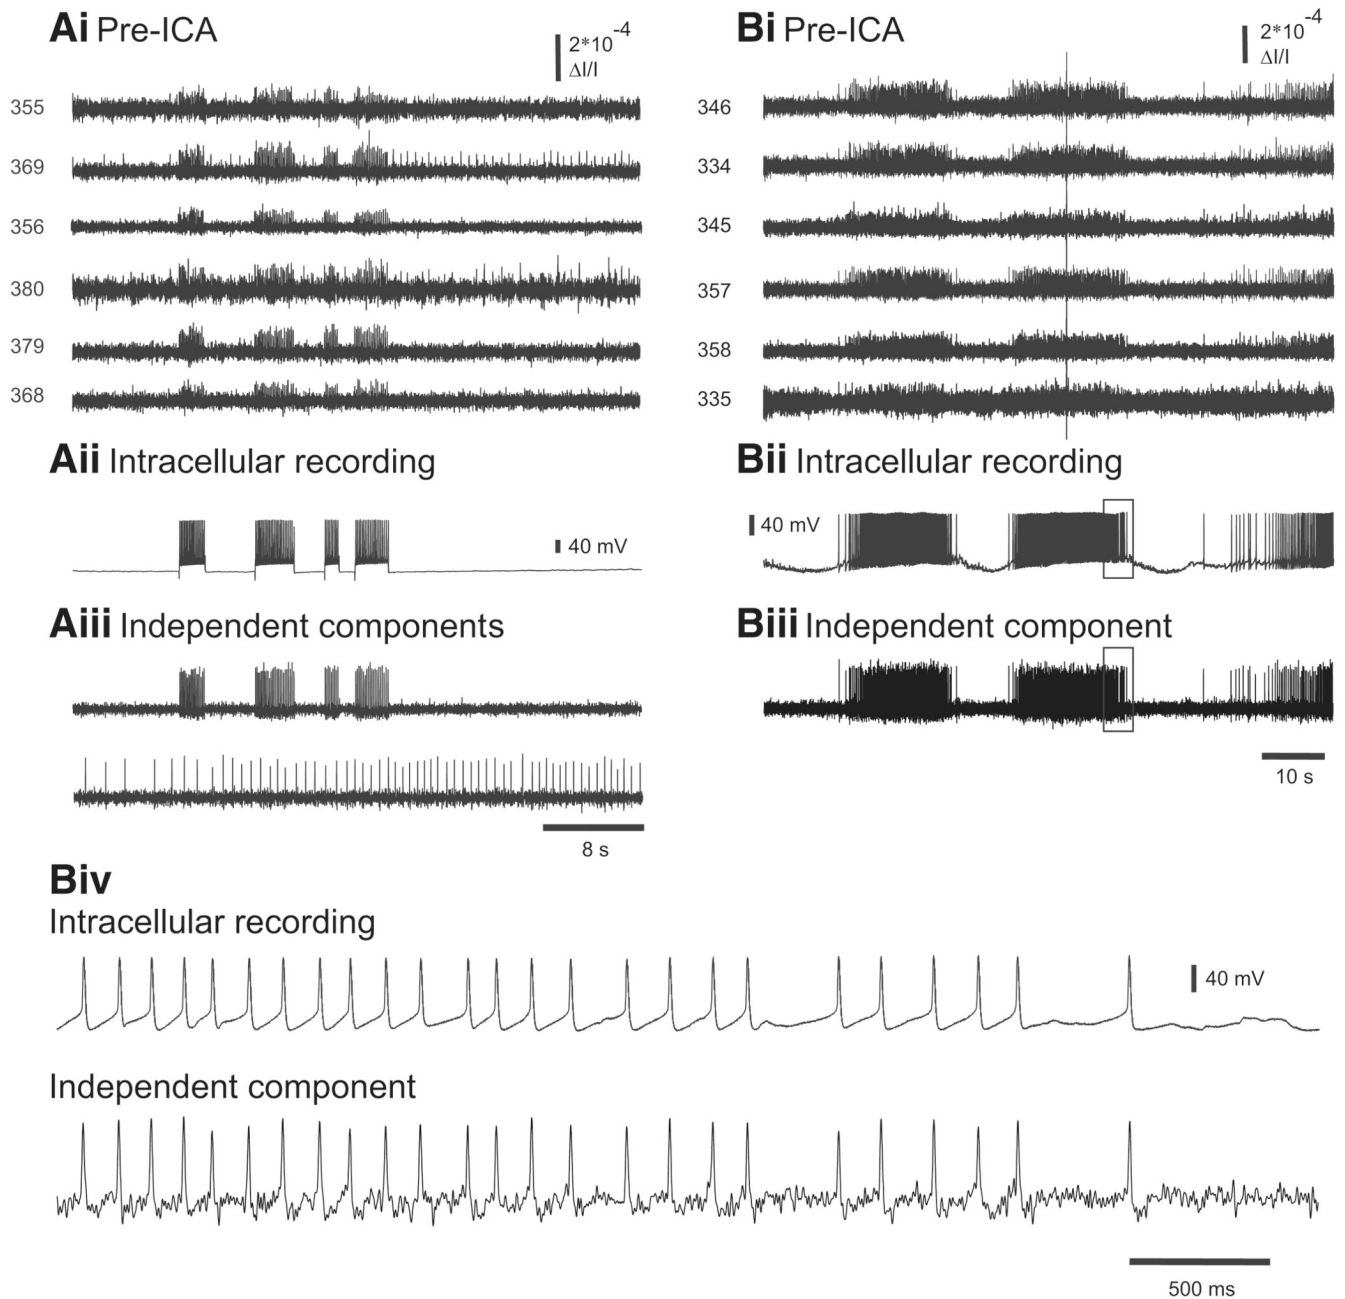 Ai Pre-ICA
2*10-4
ΔI/I
355
369
356
380
379
368
Aii Intracellular recording
40 mV
Aiii Independent components
8 s
Bi Pre-ICA
2*10-4
ΔI/I
346
334
345
357
358
335
Bii Intracellular recording
40 mV
Biii Independent component
10 s
Biv
Intracellular recording
40 mV
Independent component
500 ms